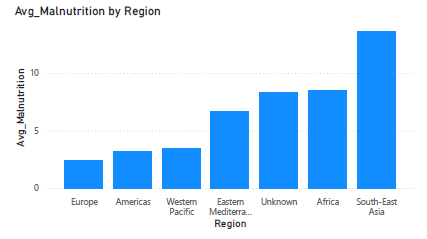 Avg_Malnutrition by Region
Avg_Malnutrition
10
5
0
Europe
Americas
Western
Pacific
Eastern
Mediterra...
Unknown
Africa
South-East
Asia
Region